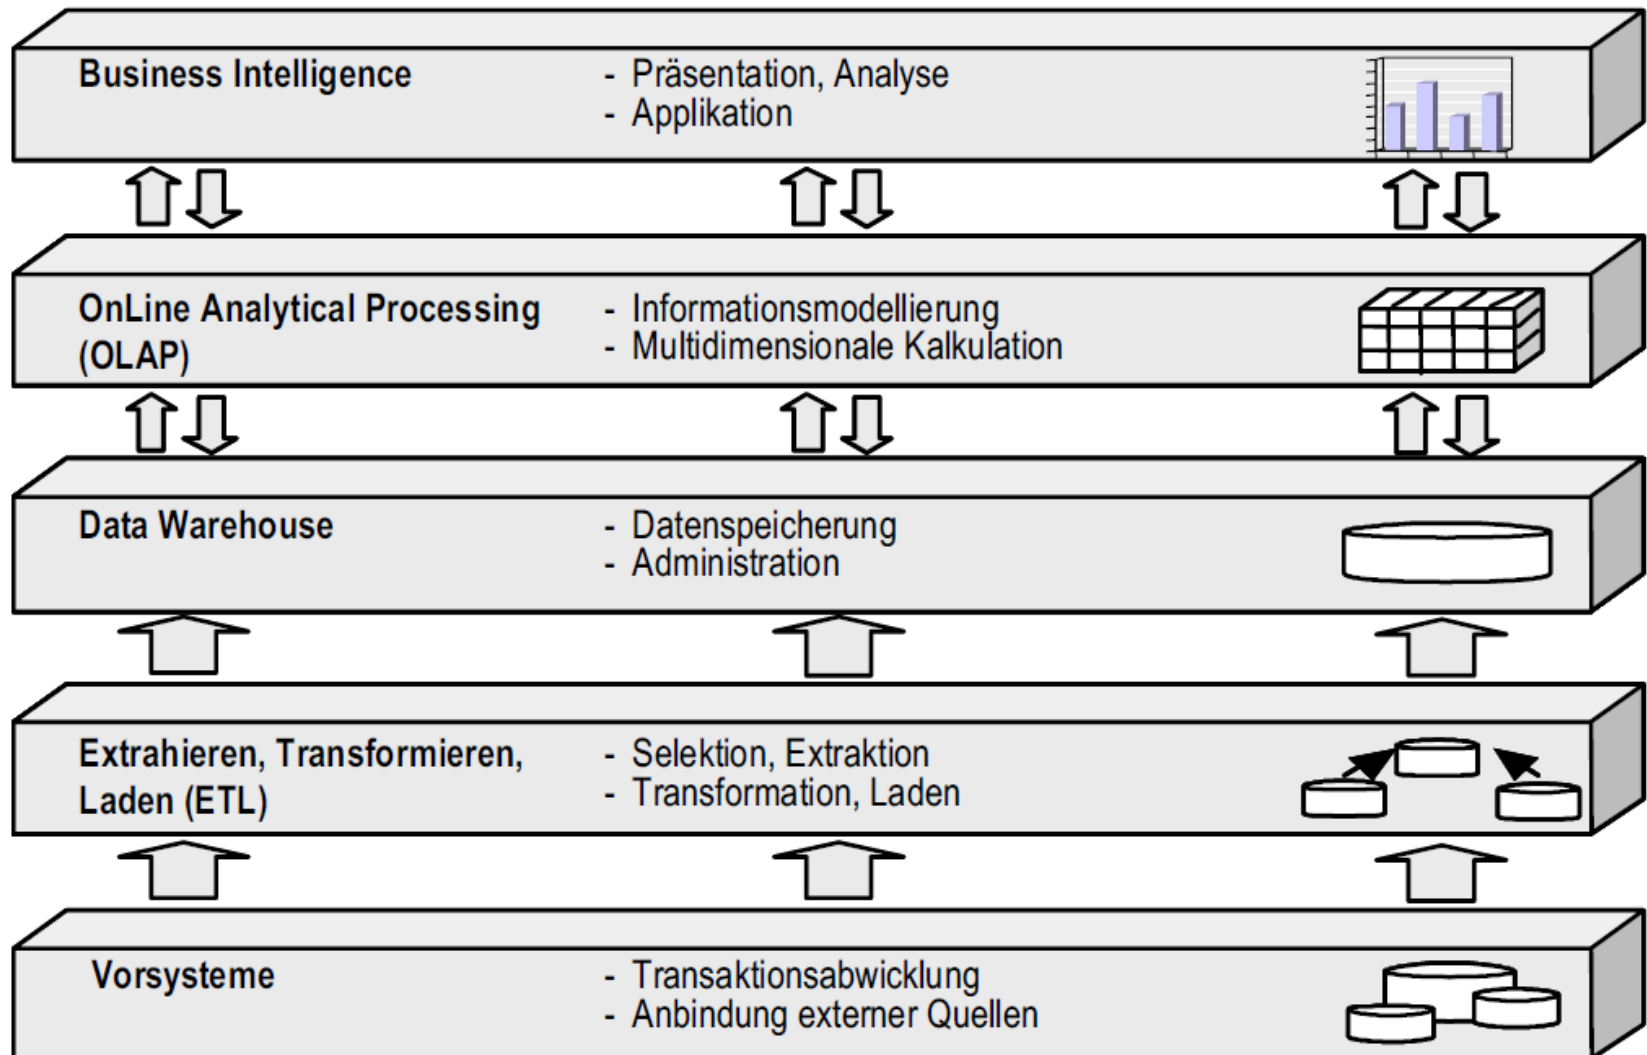 Business Intelligence
- Präsentation, Analyse
- Applikation
OnLine Analytical Processing
(OLAP)
- Informationsmodellierung
- Multidimensionale Kalkulation
Data Warehouse
- Datenspeicherung
- Administration
Extrahieren, Transformieren,
Laden (ETL)
- Selektion, Extraktion
- Transformation, Laden
Vorsysteme
- Transaktionsabwicklung
- Anbindung externer Quellen